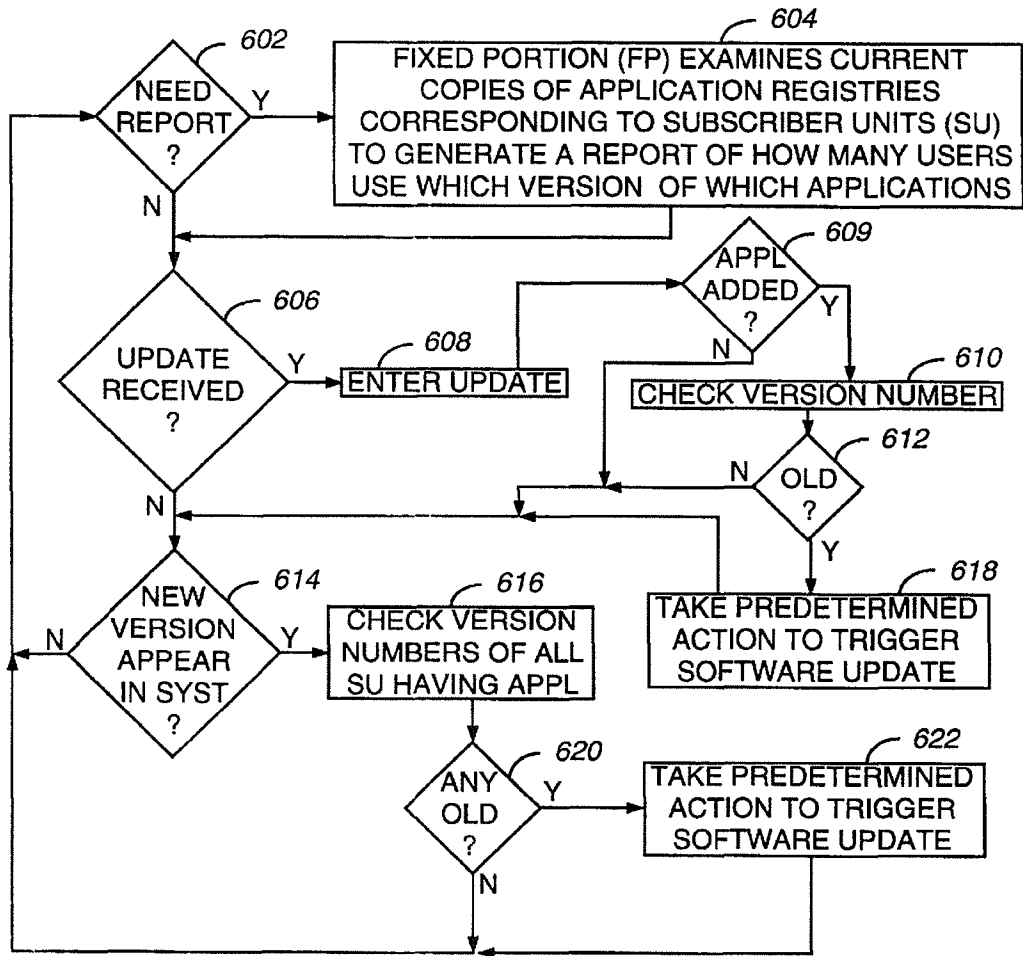 602
NEED
REPORT
?
Y
N
604
FIXED PORTION (FP) EXAMINES CURRENT
COPIES OF APPLICATION REGISTRIES
CORRESPONDING TO SUBSCRIBER UNITS (SU)
TO GENERATE A REPORT OF HOW MANY USERS
USE WHICH VERSION OF WHICH APPLICATIONS
606
UPDATE
RECEIVED
?
Y
N
608
ENTER UPDATE
609
APPL
ADDED
?
Y
N
610
CHECK VERSION NUMBER
612
OLD
?
N
Y
618
TAKE PREDETERMINED
ACTION TO TRIGGER
SOFTWARE UPDATE
614
NEW
VERSION
APPEAR
IN SYST
?
N
Y
616
CHECK VERSION
NUMBERS OF ALL
SU HAVING APPL
620
ANY
OLD
?
Y
N
622
TAKE PREDETERMINED
ACTION TO TRIGGER
SOFTWARE UPDATE